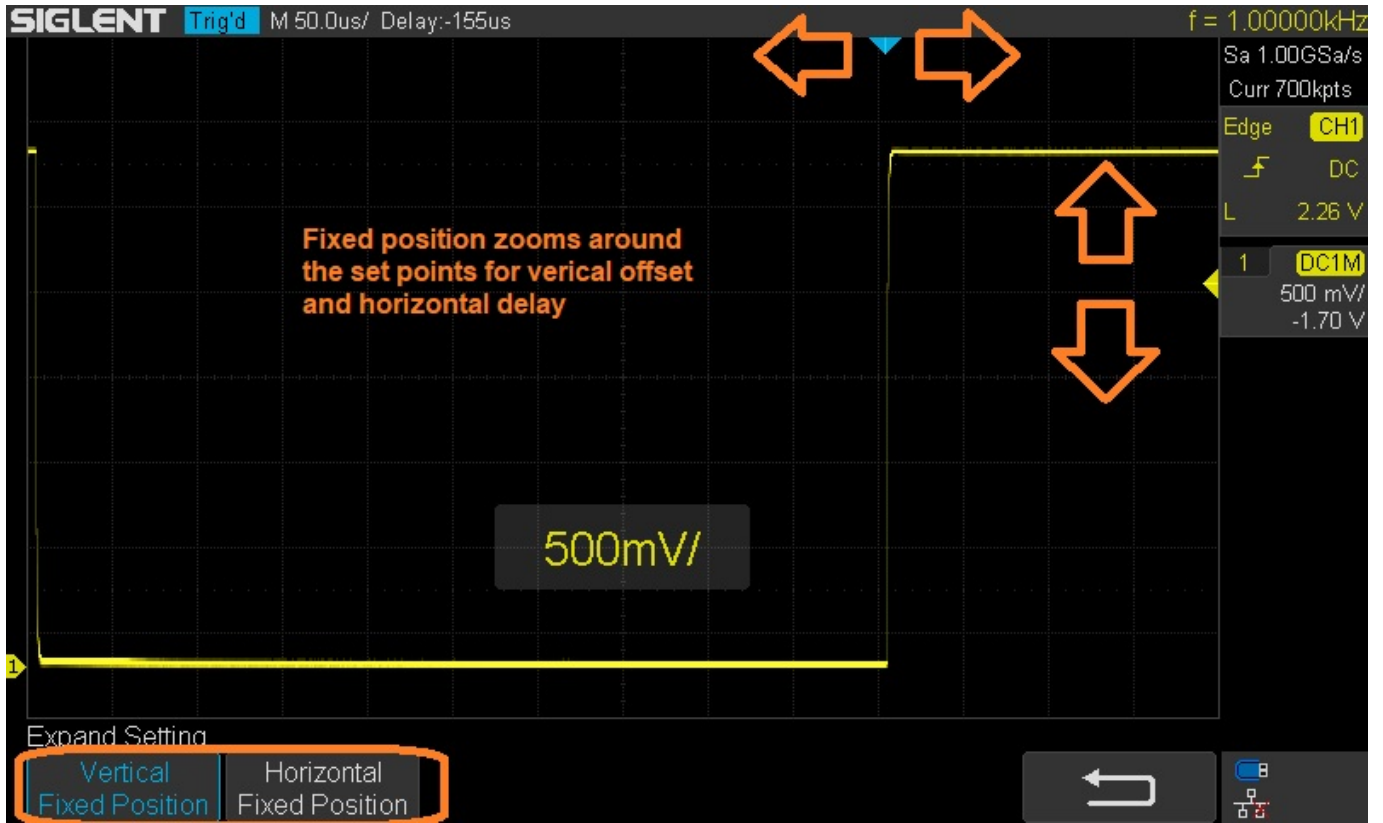 SIGLENT Trig'd M 50.0us/ Delay:-155us f = 1.00000kHz
Sa 1.00GSa/s
Curr 700kpts
Edge CH1
DC
L 2.26 V
Fixed position zooms around
the set points for verical offset
and horizontal delay
1 DC1M
500 mV/
-1.70 V
500mV/
1
Expand Setting
Vertical
Fixed Position
Horizontal
Fixed Position